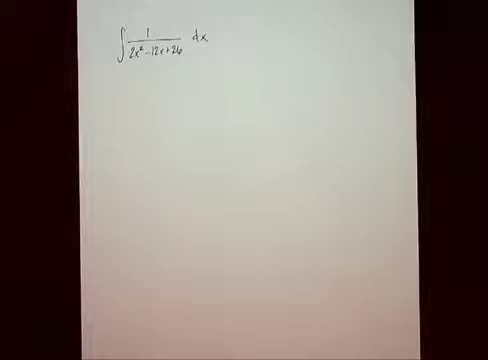 ∫ 1/(2x² - 12x + 26) dx